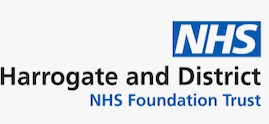 NHS
Harrogate and District
NHS Foundation Trust